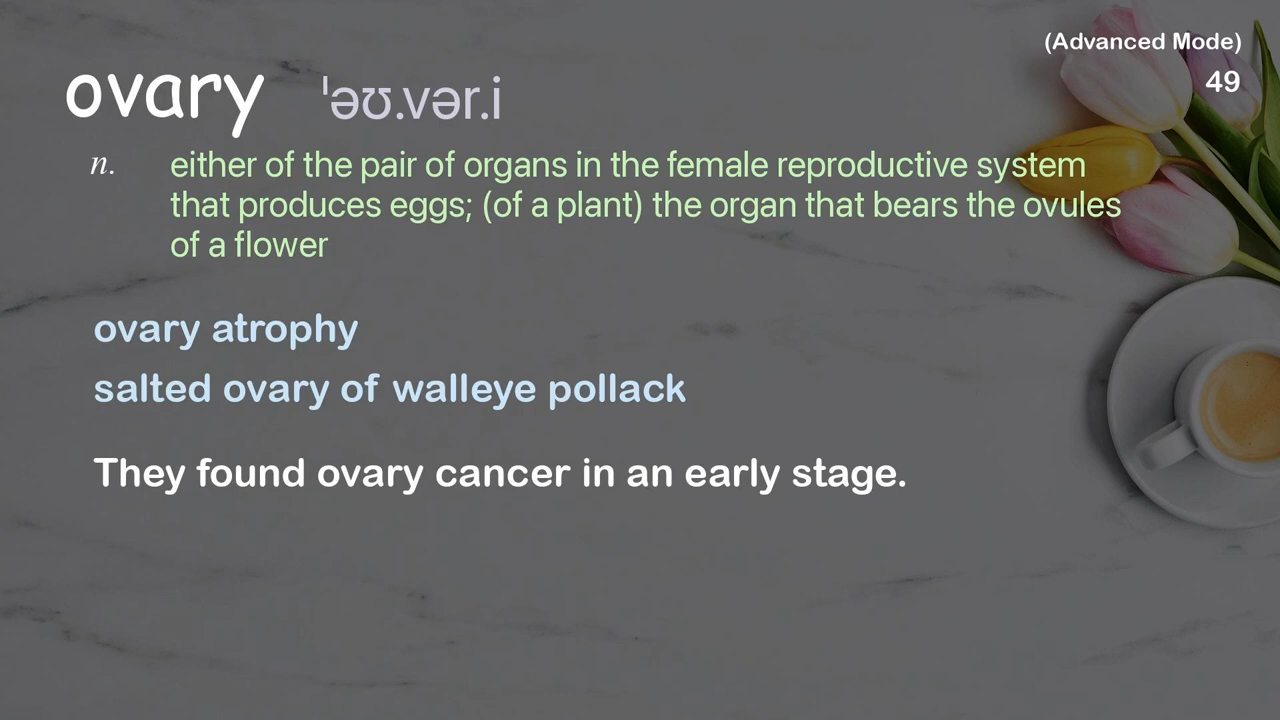 (Advanced Mode)
49
ovary ˈəʊ.vər.i
n. either of the pair of organs in the female reproductive system
that produces eggs; (of a plant) the organ that bears the ovules
of a flower
ovary atrophy
salted ovary of walleye pollack
They found ovary cancer in an early stage.